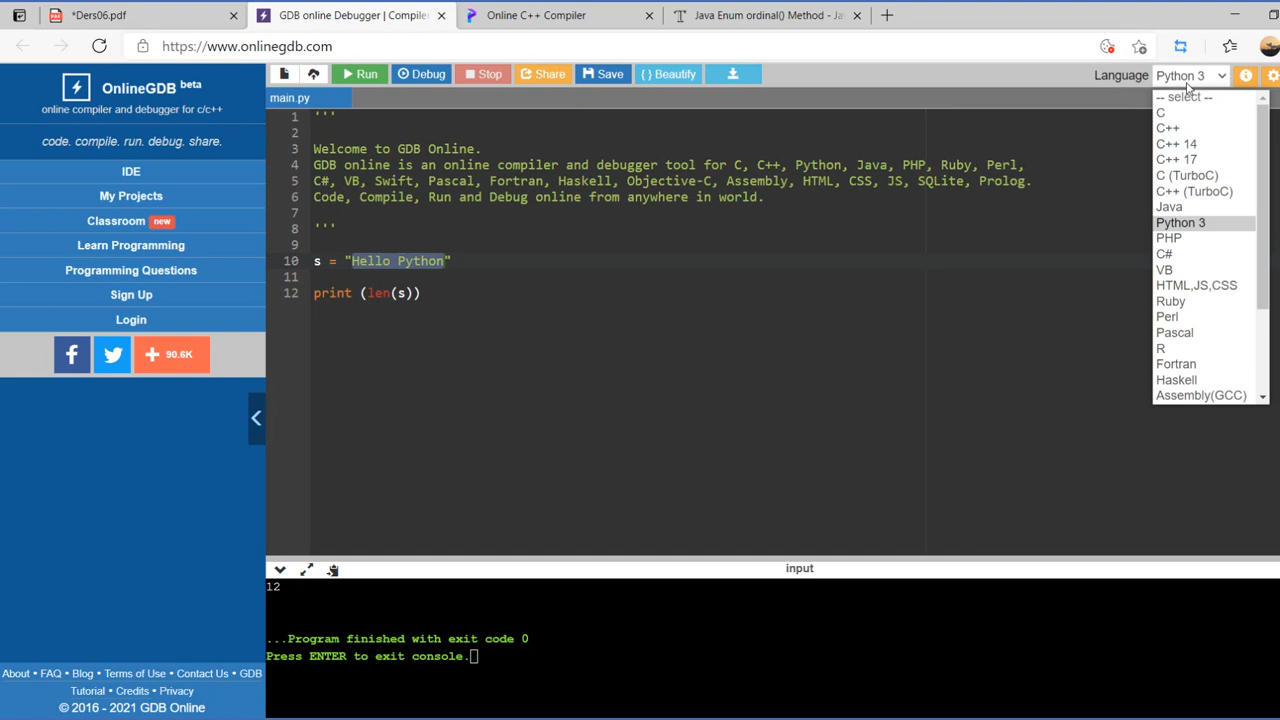 *Ders06.pdf
GDB online Debugger | Compiler
Online C++ Compiler
Java Enum ordinal() Method - Ja
https://www.onlinegdb.com
OnlineGDB beta
online compiler and debugger for c/c++
code. compile. run. debug. share.
IDE
My Projects
Classroom new
Learn Programming
Programming Questions
Sign Up
Login
90.6K
About • FAQ • Blog • Terms of Use • Contact Us • GDB
Tutorial • Credits • Privacy
© 2016 - 2021 GDB Online
Run
Debug
Stop
Share
Save
{ } Beautify
Language
Python 3
main.py
1 '''
2
3 Welcome to GDB Online.
4 GDB online is an online compiler and debugger tool for C, C++, Python, Java, PHP, Ruby, Perl,
5 C#, VB, Swift, Pascal, Fortran, Haskell, Objective-C, Assembly, HTML, CSS, JS, SQLite, Prolog.
6 Code, Compile, Run and Debug online from anywhere in world.
7
8 '''
9
10 s = "Hello Python"
11
12 print (len(s))
-- select --
C
C++
C++ 14
C++ 17
C (TurboC)
C++ (TurboC)
Java
Python 3
PHP
C#
VB
HTML,JS,CSS
Ruby
Perl
Pascal
R
Fortran
Haskell
Assembly(GCC)
input
12
...Program finished with exit code 0
Press ENTER to exit console.